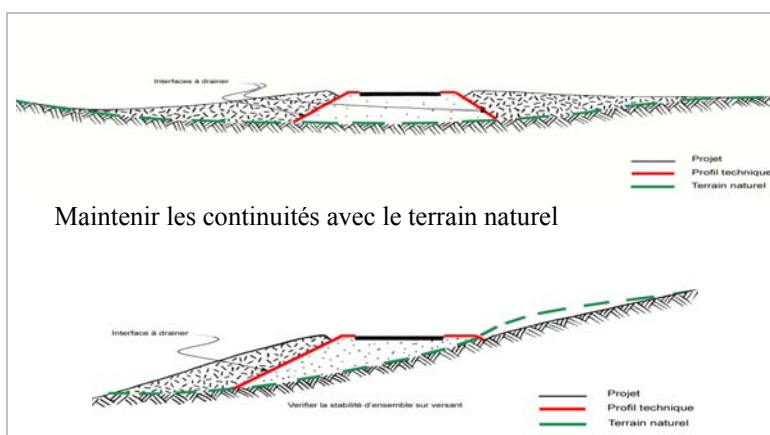 Interfaces à drainer
Projet
Profil technique
Terrain naturel
Maintenir les continuités avec le terrain naturel
Interface à drainer
Verifier la stabilité d'ensemble sur versant
Projet
Profil technique
Terrain naturel